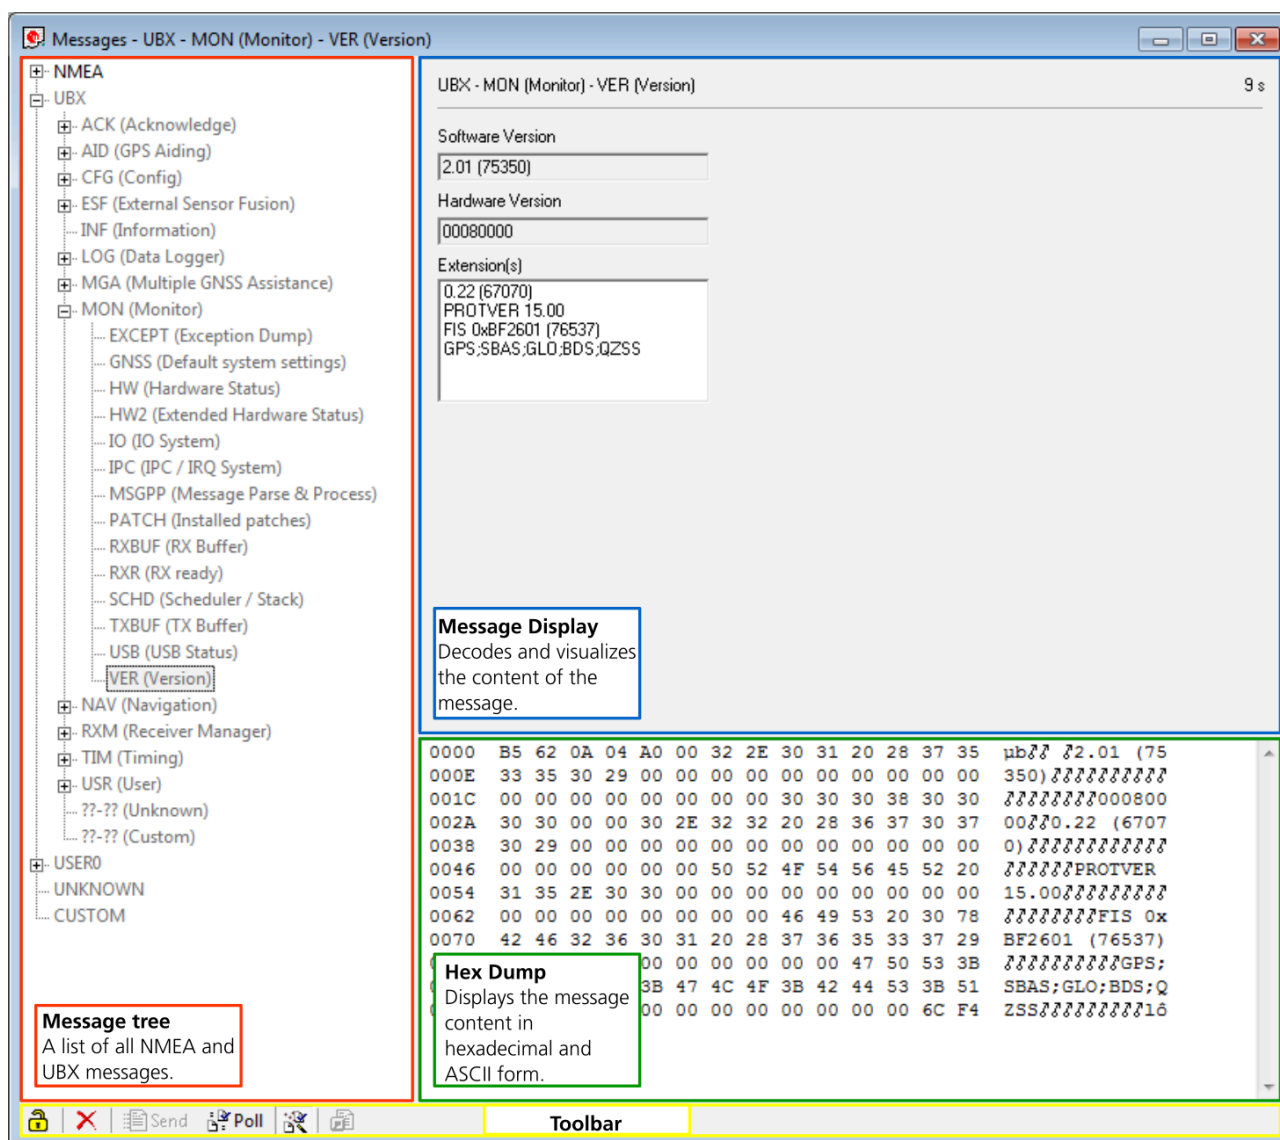 Messages - UBX - MON (Monitor) - VER (Version)
NMEA
UBX
ACK (Acknowledge)
AID (GPS Aiding)
CFG (Config)
ESF (External Sensor Fusion)
INF (Information)
LOG (Data Logger)
MGA (Multiple GNSS Assistance)
MON (Monitor)
EXCEPT (Exception Dump)
GNSS (Default system settings)
HW (Hardware Status)
HW2 (Extended Hardware Status)
IO (IO System)
IPC (IPC / IRQ System)
MSGPP (Message Parse & Process)
PATCH (Installed patches)
RXBUF (RX Buffer)
RXR (RX ready)
SCHD (Scheduler / Stack)
TXBUF (TX Buffer)
USB (USB Status)
VER (Version)
NAV (Navigation)
RXM (Receiver Manager)
TIM (Timing)
USR (User)
??-?? (Unknown)
??-?? (Custom)
USER0
UNKNOWN
CUSTOM
Message tree
A list of all NMEA and
UBX messages.
UBX - MON (Monitor) - VER (Version) 9 s
Software Version
2.01 (75350)
Hardware Version
00080000
Extension(s)
0.22 (67070)
PROTVER 15.00
FIS 0xBF2601 (76537)
GPS;SBAS;GLO;BDS;QZSS
Message Display
Decodes and visualizes
the content of the
message.
0000 B5 62 0A 04 A0 00 32 2E 30 31 20 28 37 35 µb 2.01 (75
000E 33 35 30 29 00 00 00 00 00 00 00 00 00 00 350)
001C 00 00 00 00 00 00 00 00 30 30 30 38 30 30 000800
002A 30 30 00 00 30 2E 32 32 20 28 36 37 30 37 00 0.22 (6707
0038 30 29 00 00 00 00 00 00 00 00 00 00 00 00 0)
0046 00 00 00 00 00 00 50 52 4F 54 56 45 52 20 PROTVER
0054 31 35 2E 30 30 00 00 00 00 00 00 00 00 00 15.00
0062 00 00 00 00 00 00 00 00 46 49 53 20 30 78 FIS 0x
0070 42 46 32 36 30 31 20 28 37 36 35 33 37 29 BF2601 (76537)
00 00 00 00 00 00 47 50 53 3B GPS;
3B 47 4C 4F 3B 42 44 53 3B 51 SBAS;GLO;BDS;Q
00 00 00 00 00 00 00 00 6C F4 ZSS lô
Hex Dump
Displays the message
content in
hexadecimal and
ASCII form.
Send Poll
Toolbar